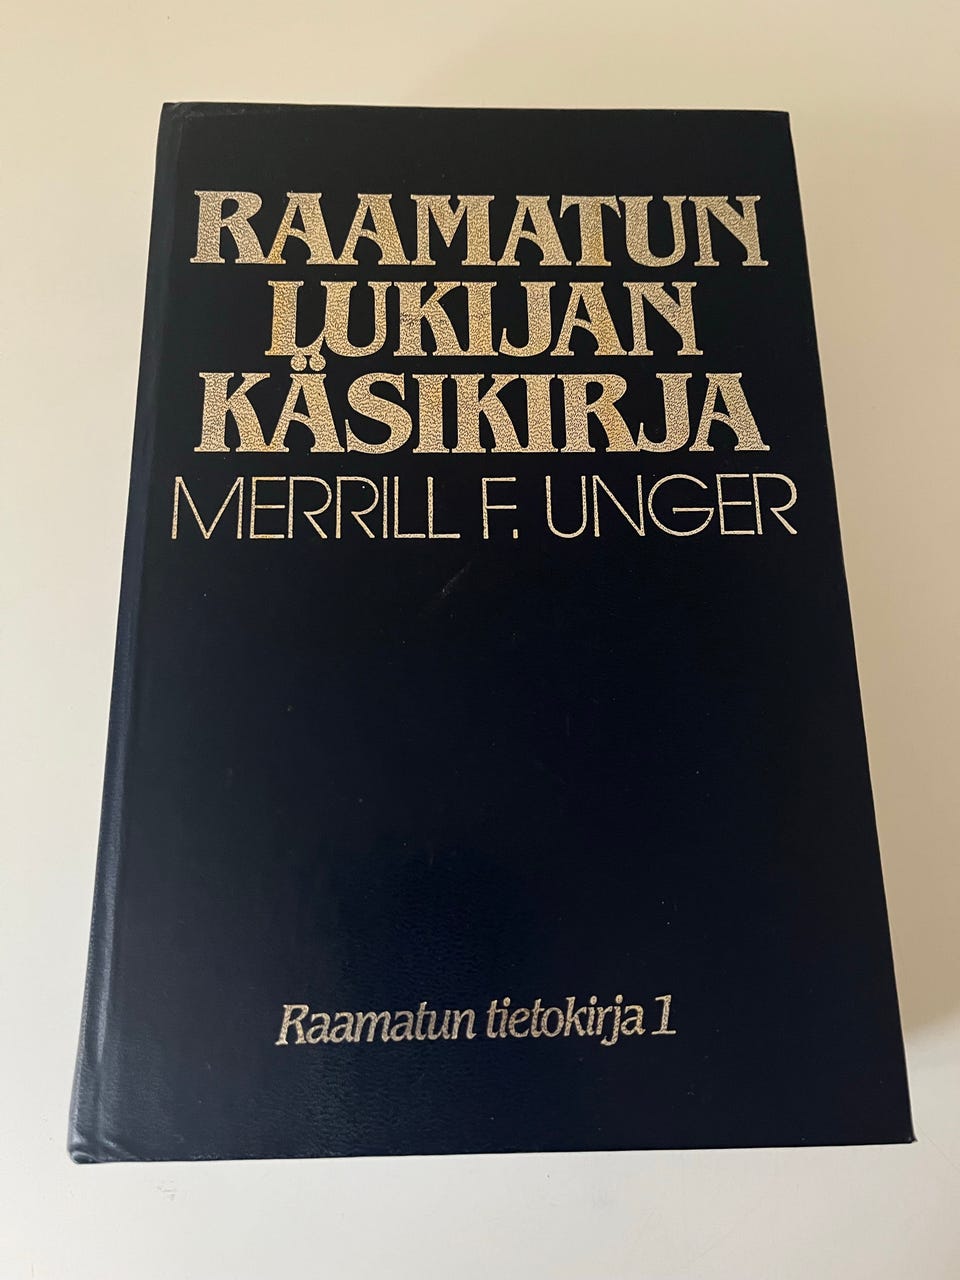 RAAMATUN
LUKIJAN
KÄSIKIRJA
MERRILL F. UNGER
Raamatun tietokirja 1